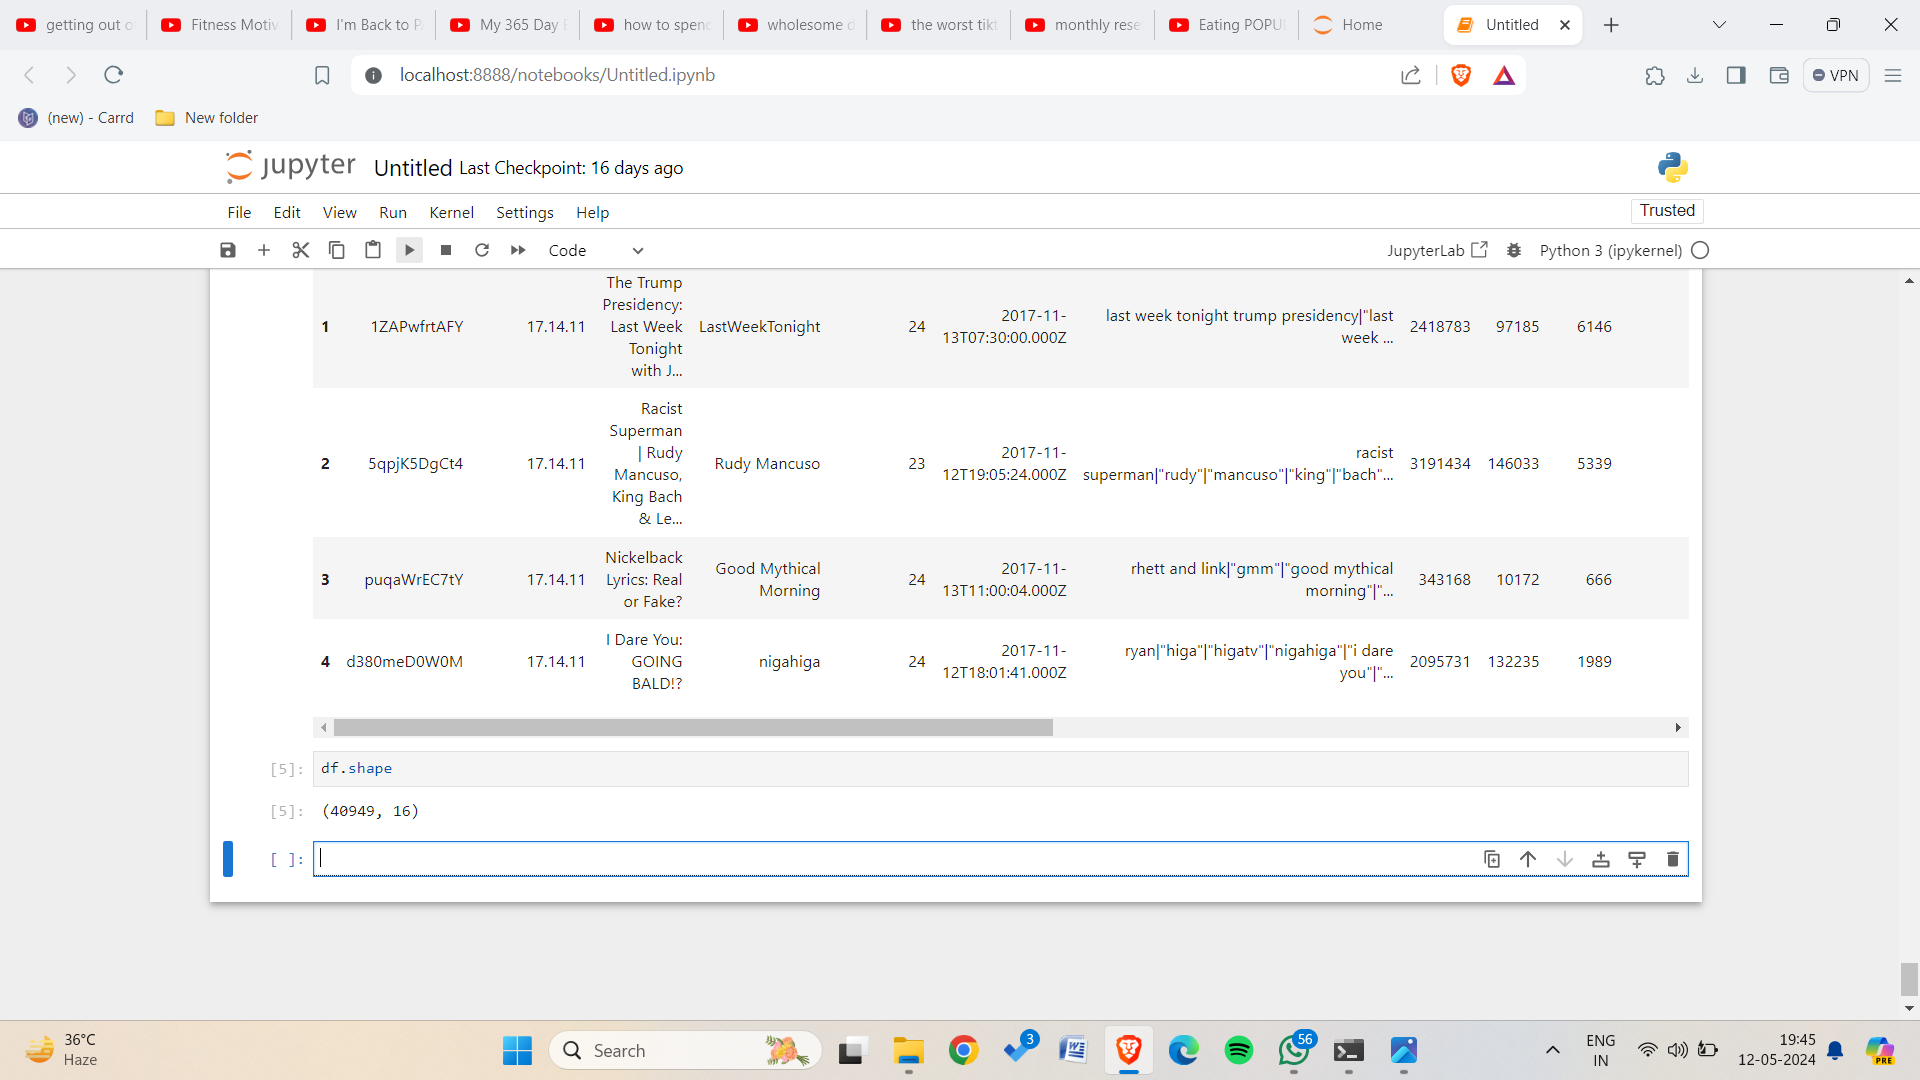 getting out o
Fitness Motiv
I'm Back to P
My 365 Day
how to spend
wholesome d
the worst tikt
monthly rese
Eating POPU
Home
Untitled
localhost:8888/notebooks/Untitled.ipynb
VPN
(new) - Carrd
New folder
jupyter
Untitled Last Checkpoint: 16 days ago
File Edit View Run Kernel Settings Help
Trusted
Code
JupyterLab
Python 3 (ipykernel)
1 1ZAPwfrtAFY 17.14.11
The Trump
Presidency:
Last Week
Tonight
with J...
LastWeekTonight 24
2017-11-
13T07:30:00.000Z
last week tonight trump presidency|"last
week ...
2418783 97185 6146
2 5qpjK5DgCt4 17.14.11
Racist
Superman
| Rudy
Mancuso,
King Bach
& Le...
Rudy Mancuso 23
2017-11-
12T19:05:24.000Z
racist
superman|"rudy"|"mancuso"|"king"|"bach"...
3191434 146033 5339
3 puqaWrEC7tY 17.14.11
Nickelback
Lyrics: Real
or Fake?
Good Mythical
Morning
24
2017-11-
13T11:00:04.000Z
rhett and link|"gmm"|"good mythical
morning"|"...
343168 10172 666
4 d380meD0W0M 17.14.11
I Dare You:
GOING
BALD!?
nigahiga 24
2017-11-
12T18:01:41.000Z
ryan|"higa"|"higatv"|"nigahiga"|"i dare
you"|"...
2095731 132235 1989
[5]: df.shape
[5]: (40949, 16)
[ ]:
36°C
Haze
Search
3
56
ENG
IN
19:45
12-05-2024
PRE